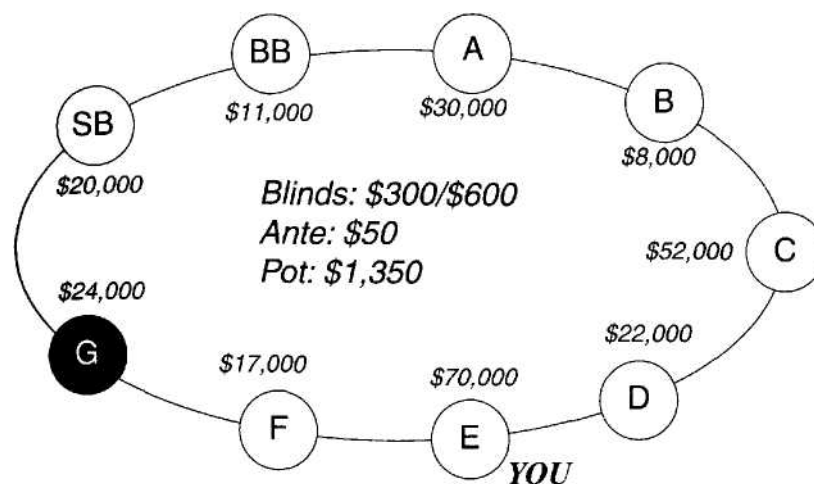 BB
A
SB
B
$11,000
$30,000
$20,000
$8,000
Blinds: $300/$600
Ante: $50
Pot: $1,350
$52,000
C
$24,000
$22,000
G
$17,000
$70,000
D
F
E
YOU